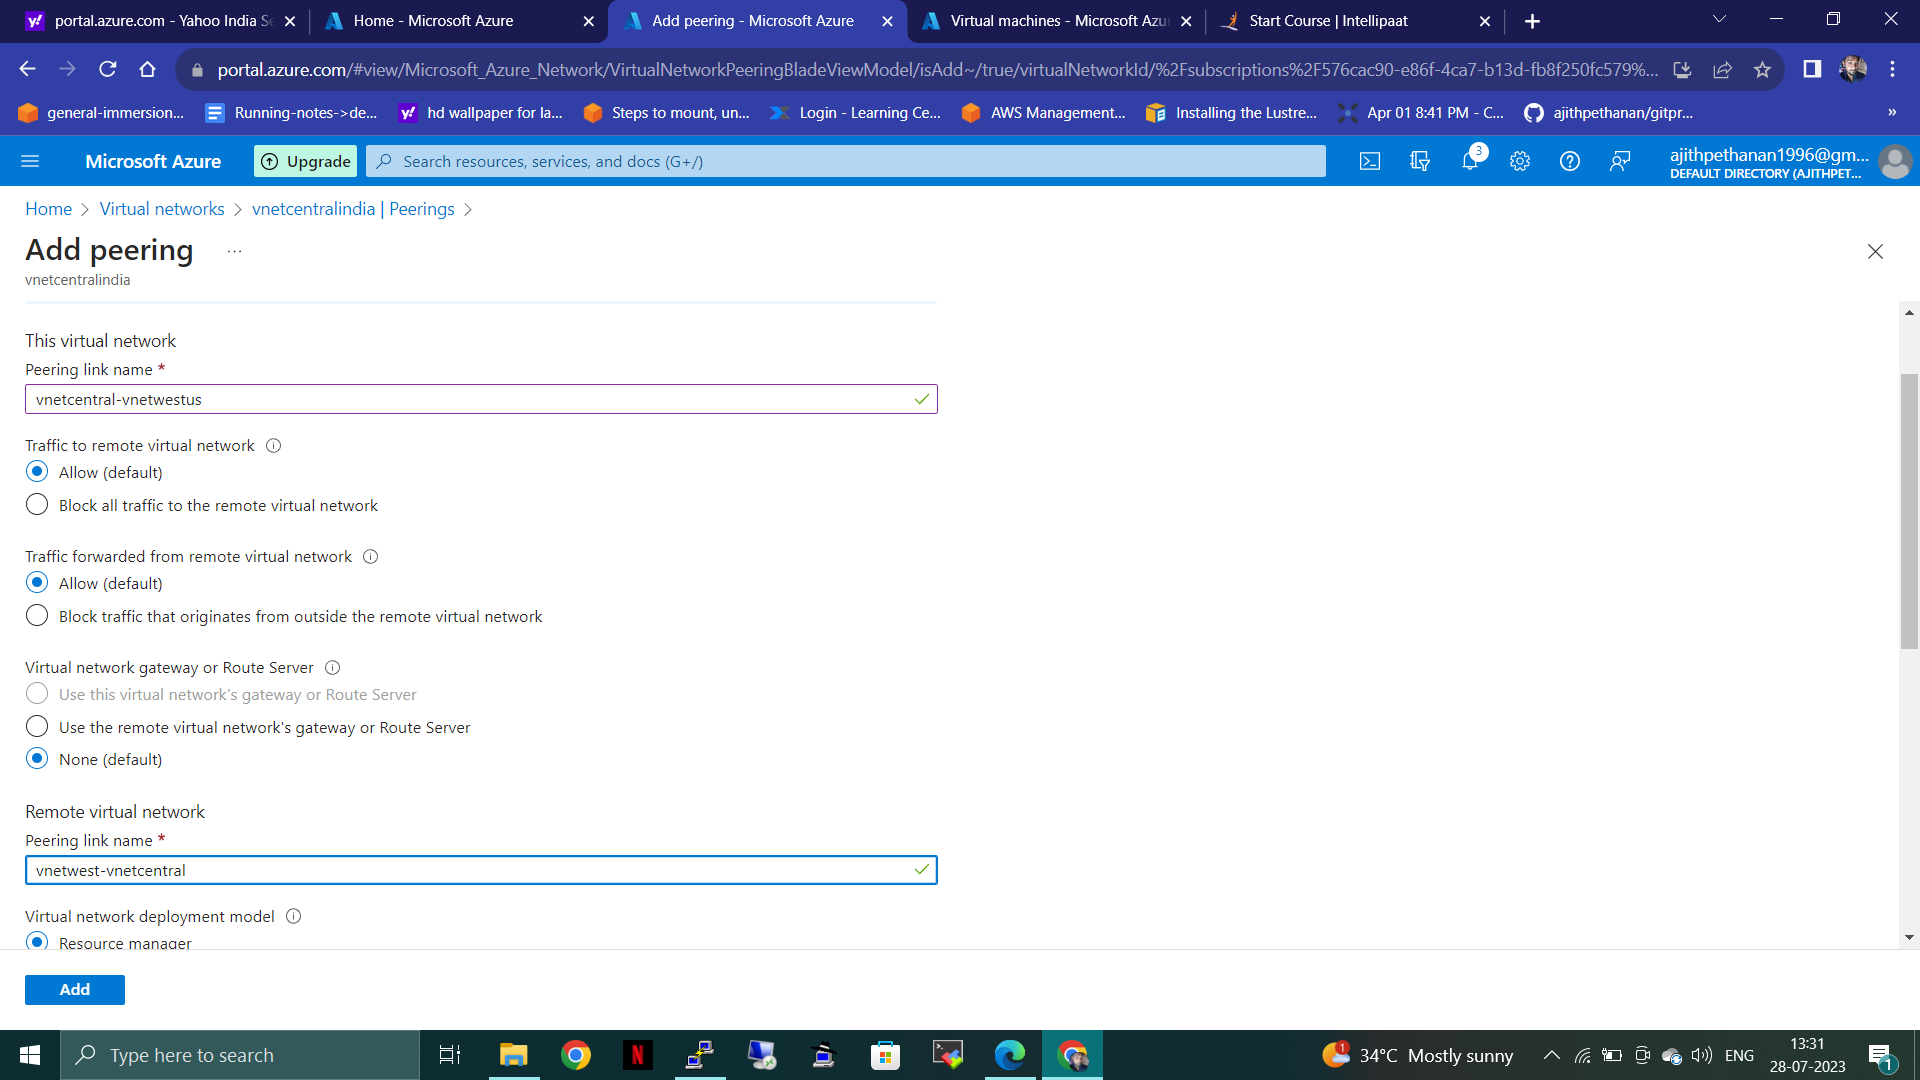 portal.azure.com - Yahoo India Se
Home - Microsoft Azure
Add peering - Microsoft Azure
Virtual machines - Microsoft Azur
Start Course | Intellipaat
portal.azure.com/#view/Microsoft_Azure_Network/VirtualNetworkPeeringBladeViewModel/isAdd~/true/virtualNetworkId/%2Fsubscriptions%2F576cac90-e86f-4ca7-b13d-fb8f250fc579%...
general-immersion...
Running-notes->de...
hd wallpaper for la...
Steps to mount, un...
Login - Learning Ce...
AWS Management...
Installing the Lustre...
Apr 01 8:41 PM - C...
ajithpethanan/gitpr...
»
Microsoft Azure
Upgrade
Search resources, services, and docs (G+/)
3
ajithpethanan1996@gm...
DEFAULT DIRECTORY (AJITHPET...
Home > Virtual networks > vnetcentralindia | Peerings >
Add peering ...
vnetcentralindia
This virtual network
Peering link name *
vnetcentral-vnetwestus
Traffic to remote virtual network
Allow (default)
Block all traffic to the remote virtual network
Traffic forwarded from remote virtual network
Allow (default)
Block traffic that originates from outside the remote virtual network
Virtual network gateway or Route Server
Use this virtual network's gateway or Route Server
Use the remote virtual network's gateway or Route Server
None (default)
Remote virtual network
Peering link name *
vnetwest-vnetcentral
Virtual network deployment model
Resource manager
Add
Type here to search
1
34°C Mostly sunny
ENG
13:31
28-07-2023
1